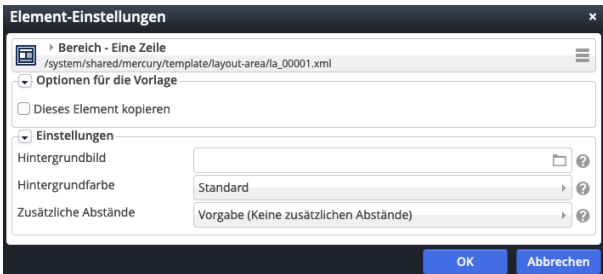 Element-Einstellungen
Bereich - Eine Zeile
/system/shared/mercury/template/layout-area/la_00001.xml
Optionen für die Vorlage
Dieses Element kopieren
Einstellungen
Hintergrundbild
Hintergrundfarbe Standard
Zusätzliche Abstände Vorgabe (Keine zusätzlichen Abstände)
OK Abbrechen